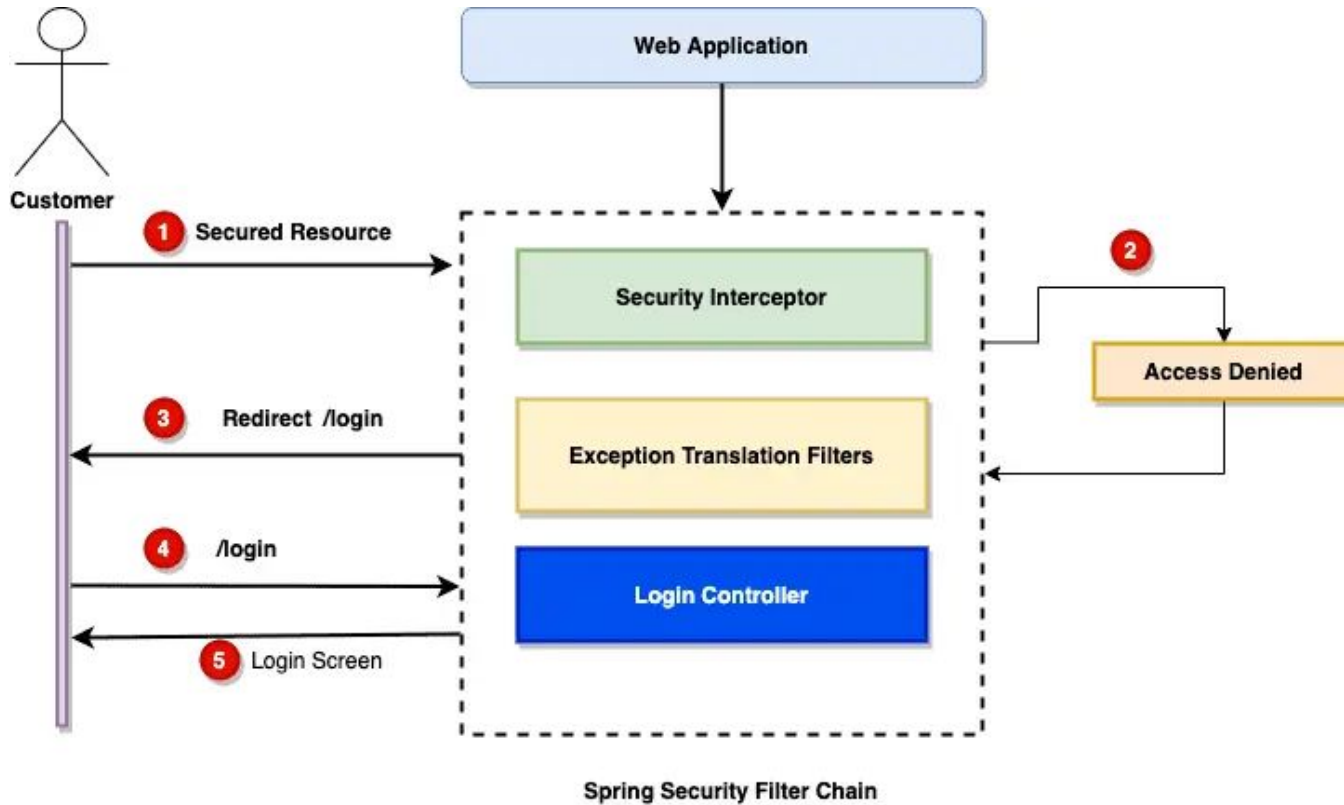 Web Application
Customer
1 Secured Resource
2
Security Interceptor
Access Denied
3 Redirect /login
Exception Translation Filters
4 /login
Login Controller
5 Login Screen
Spring Security Filter Chain